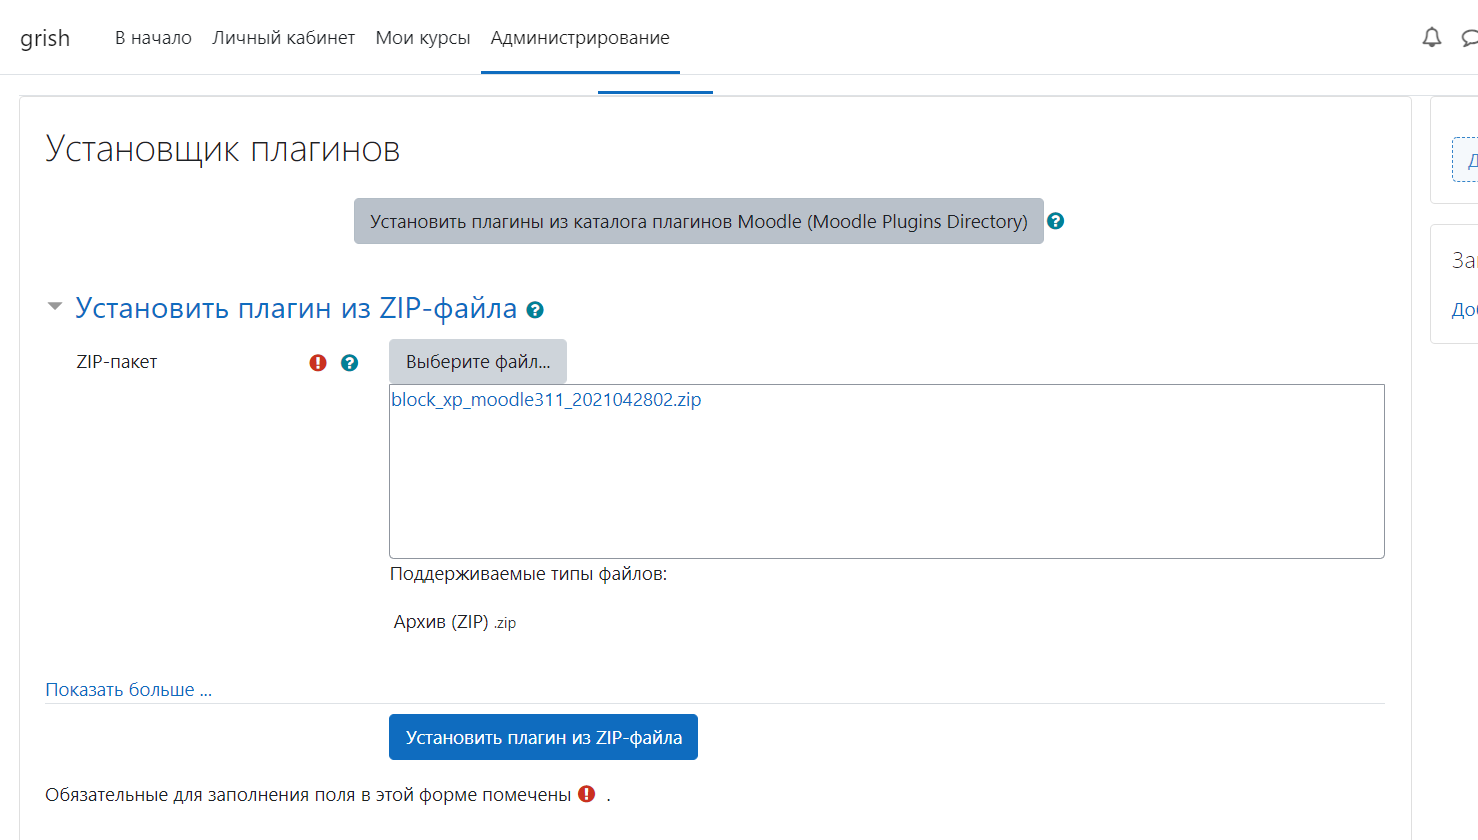 grish В начало Личный кабинет Мои курсы Администрирование
Установщик плагинов
Установить плагины из каталога плагинов Moodle (Moodle Plugins Directory)
Установить плагин из ZIP-файла
ZIP-пакет
Выберите файл...
block_xp_moodle311_2021042802.zip
Поддерживаемые типы файлов:
Архив (ZIP) .zip
Показать больше ...
Установить плагин из ZIP-файла
Обязательные для заполнения поля в этой форме помечены .